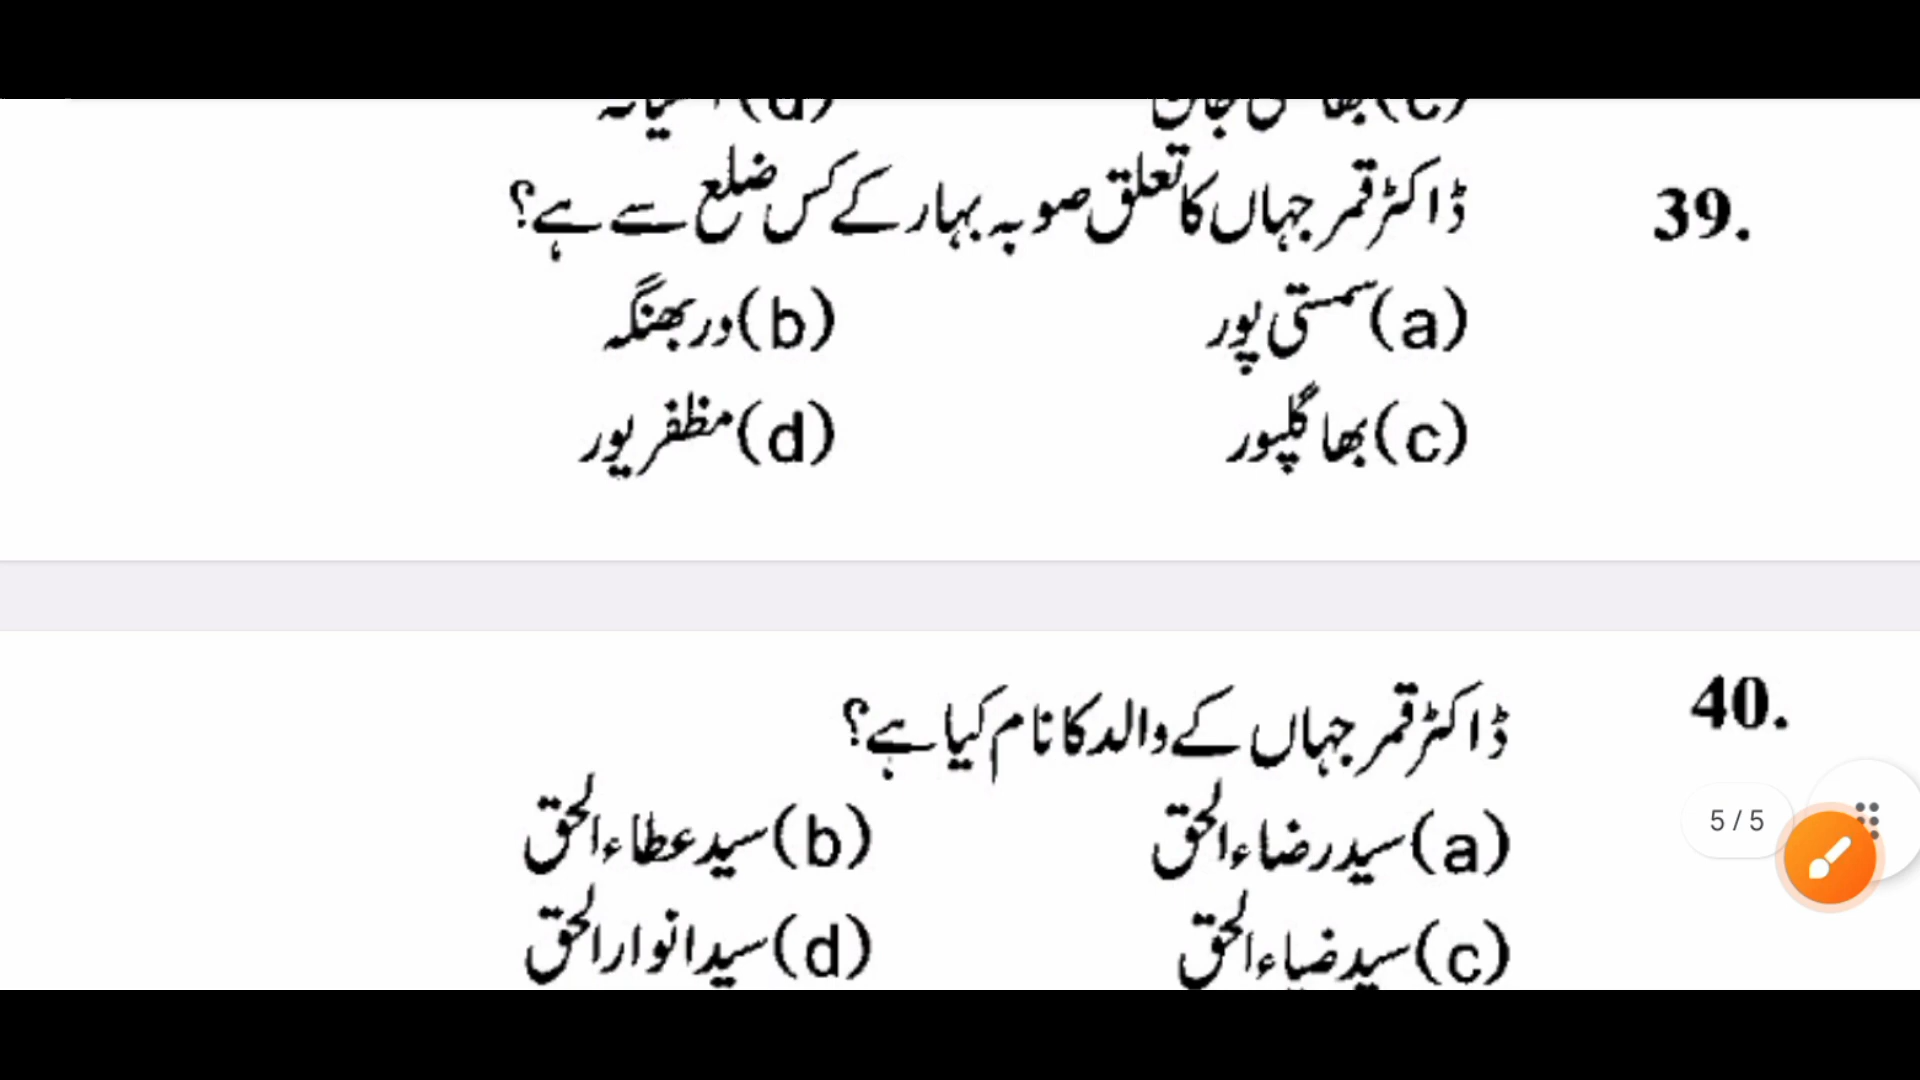 39. ڈاکٹر قمر جہاں کا تعلق صوبہ بہار کے کس ضلع سے ہے؟
(a) سمستی پور (b) دربھنگہ
(c) بھاگلپور (d) مظفر پور
40. ڈاکٹر قمر جہاں کے والد کا نام کیا ہے؟
(a) سید رضاء الحق (b) سید عطاء الحق
5 / 5
(c) سید ضیاء الحق (d) سید انوار الحق